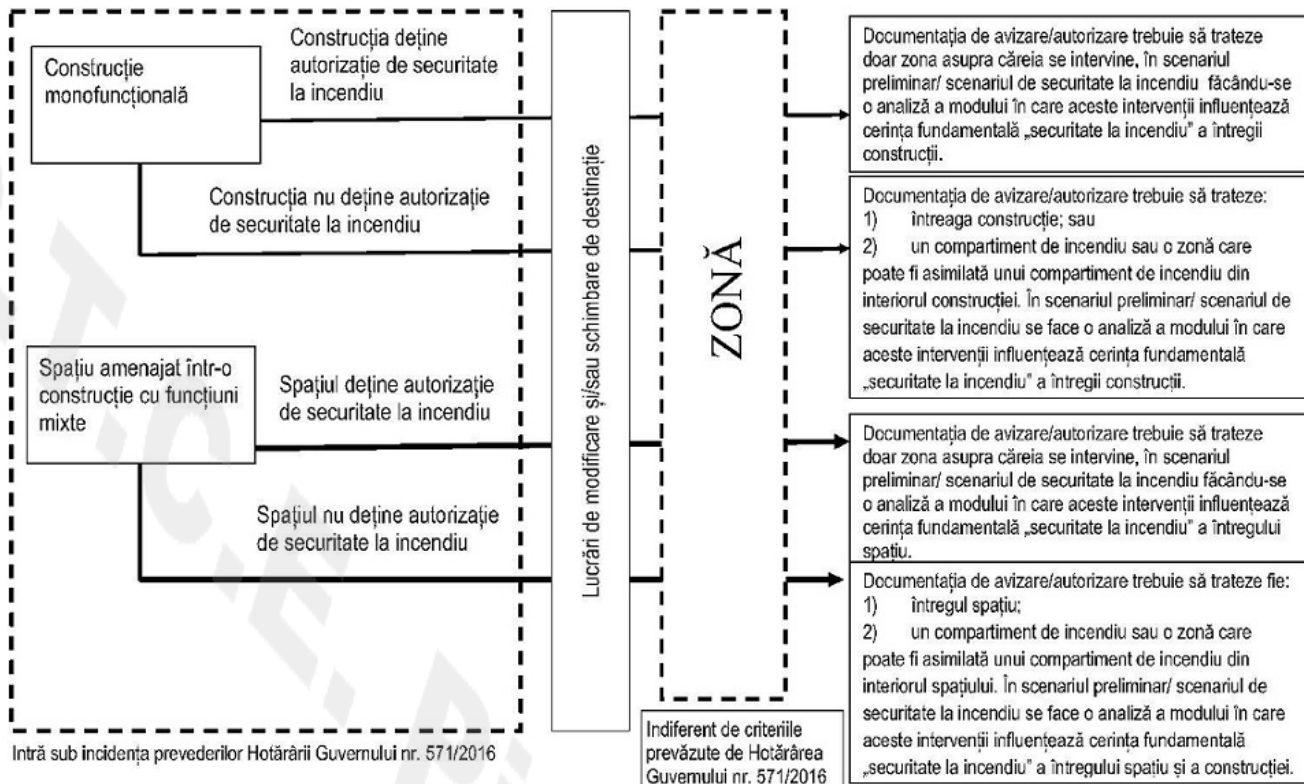 Construcție
monofuncțională
Construcția deține
autorizație de securitate
la incendiu
Construcția nu deține autorizație
de securitate la incendiu
Spațiu amenajat într-o
construcție cu funcțiuni
mixte
Spațiul deține autorizație
de securitate la incendiu
Spațiul nu deține autorizație
de securitate la incendiu
Intră sub incidența prevederilor Hotărârii Guvernului nr. 571/2016
Lucrări de modificare și/sau schimbare de destinație
ZONĂ
Indiferent de criteriile
prevăzute de Hotărârea
Guvernului nr. 571/2016
Documentația de avizare/autorizare trebuie să trateze
doar zona asupra căreia se intervine, în scenariul
preliminar/ scenariul de securitate la incendiu făcându-se
o analiză a modului în care aceste intervenții influențează
cerința fundamentală „securitate la incendiu” a întregii
construcții.
Documentația de avizare/autorizare trebuie să trateze:
1) întreaga construcție; sau
2) un compartiment de incendiu sau o zonă care
poate fi asimilată unui compartiment de incendiu din
interiorul construcției. În scenariul preliminar/ scenariul de
securitate la incendiu se face o analiză a modului în care
aceste intervenții influențează cerința fundamentală
„securitate la incendiu” a întregii construcții.
Documentația de avizare/autorizare trebuie să trateze
doar zona asupra căreia se intervine, în scenariul
preliminar/ scenariul de securitate la incendiu făcându-se
o analiză a modului în care aceste intervenții influențează
cerința fundamentală „securitate la incendiu” a întregului
spațiu.
Documentația de avizare/autorizare trebuie să trateze fie:
1) întregul spațiu;
2) un compartiment de incendiu sau o zonă care
poate fi asimilată unui compartiment de incendiu din
interiorul spațiului. În scenariul preliminar/ scenariul de
securitate la incendiu se face o analiză a modului în care
aceste intervenții influențează cerința fundamentală
„securitate la incendiu” a întregului spațiu și a construcției.